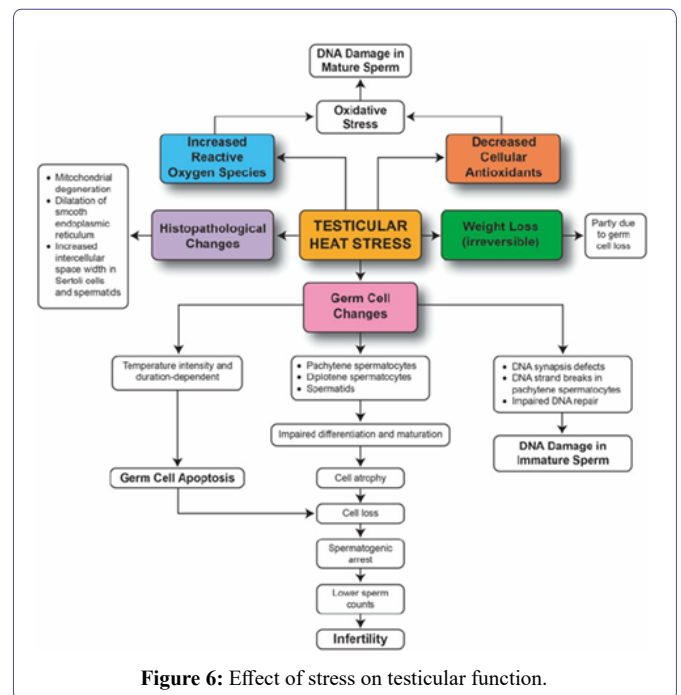 DNA Damage in
Mature Sperm
Oxidative
Stress
Increased
Reactive
Oxygen Species
Decreased
Cellular
Antioxidants
• Mitochondrial
degeneration
• Dilatation of
smooth
endoplasmic
reticulum
• Increased
intercellular
space width in
Sertoli cells
and spermatids
Histopathological
Changes
TESTICULAR
HEAT STRESS
Weight Loss
(irreversible)
Party due
to germ
cell loss
Germ Cell
Changes
Temperature intensity and
duration-dependent
• Pachytene spermatocytes
• Diplotene spermatocytes
• Spermatids
• DNA synapsis defects
• DNA strand breaks in
pachytene spermatocytes
• Impaired DNA repair
Impaired differentiation and maturation
DNA Damage in
Immature Sperm
Germ Cell Apoptosis
Cell atrophy
Cell loss
Spermatogenic
arrest
Lower sperm
counts
Infertility
Figure 6: Effect of stress on testicular function.